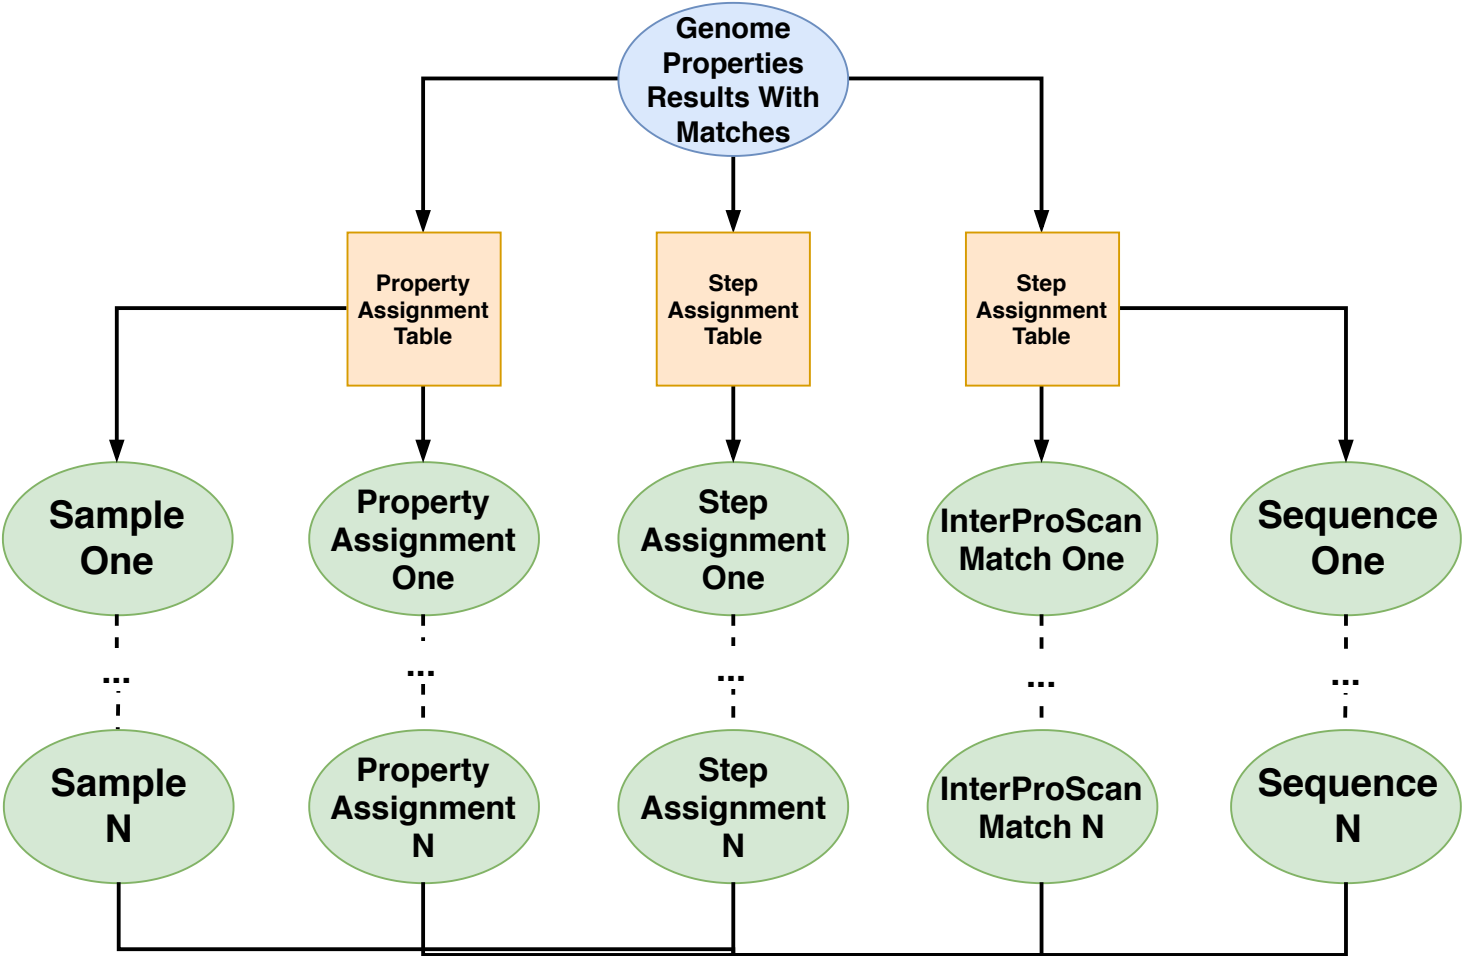 Genome
Properties
Results With
Matches
Property
Assignment
Table
Step
Assignment
Table
Step
Assignment
Table
Sample
One
Property
Assignment
One
Step
Assignment
One
InterProScan
Match One
Sequence
One
...
...
...
...
...
Sample
N
Property
Assignment
N
Step
Assignment
N
InterProScan
Match N
Sequence
N